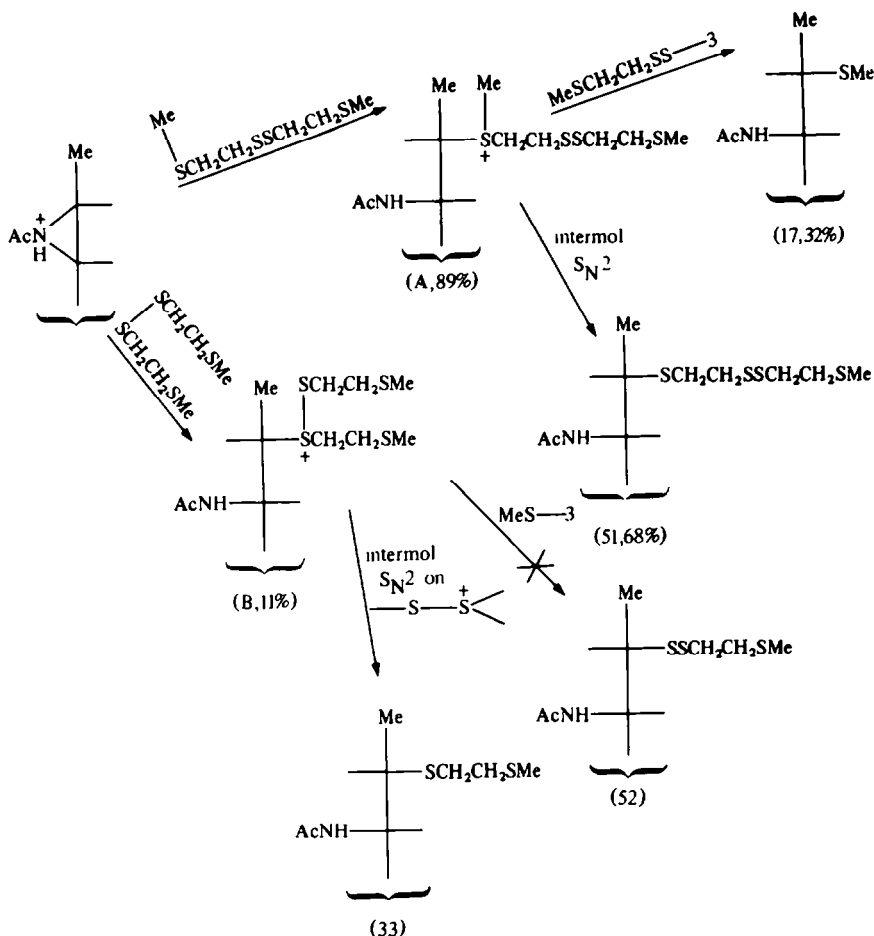 Me
SMe
AcNH
(17,32%)
MeSCH2CH2SS—3
Me Me
SCH2CH2SSCH2CH2SMe
+
AcNH
(A,89%)
Me
SCH2CH2SSCH2CH2SMe
Me
+
AcN
H
intermol
SN2
SCH2CH2SMe
SCH2CH2SMe
Me
SCH2CH2SSCH2CH2SMe
AcNH
(51,68%)
Me SCH2CH2SMe
SCH2CH2SMe
+
AcNH
(B,11%)
MeS—3
intermol
SN2 on
S—S
+
Me
SSCH2CH2SMe
AcNH
(52)
Me
SCH2CH2SMe
AcNH
(33)